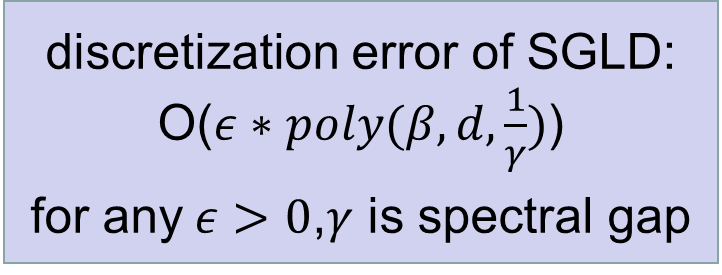 discretization error of SGLD:
O(ϵ * poly(β, d, 1/γ))
for any ϵ > 0,γ is spectral gap